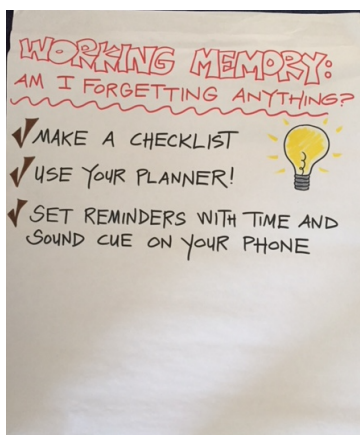 WORKING MEMORY:
AM I FORGETTING ANYTHING?
✓ MAKE A CHECKLIST
✓ USE YOUR PLANNER!
✓ SET REMINDERS WITH TIME AND
SOUND CUE ON YOUR PHONE